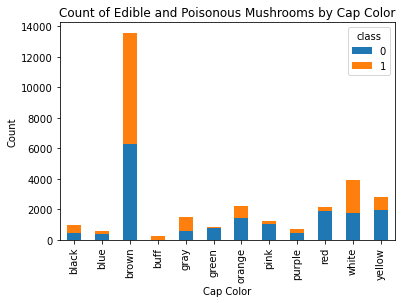 Count of Edible and Poisonous Mushrooms by Cap Color
class
0
1
Count
14000
12000
10000
8000
6000
4000
2000
0
black
blue
brown
buff
gray
green
orange
pink
purple
red
white
yellow
Cap Color